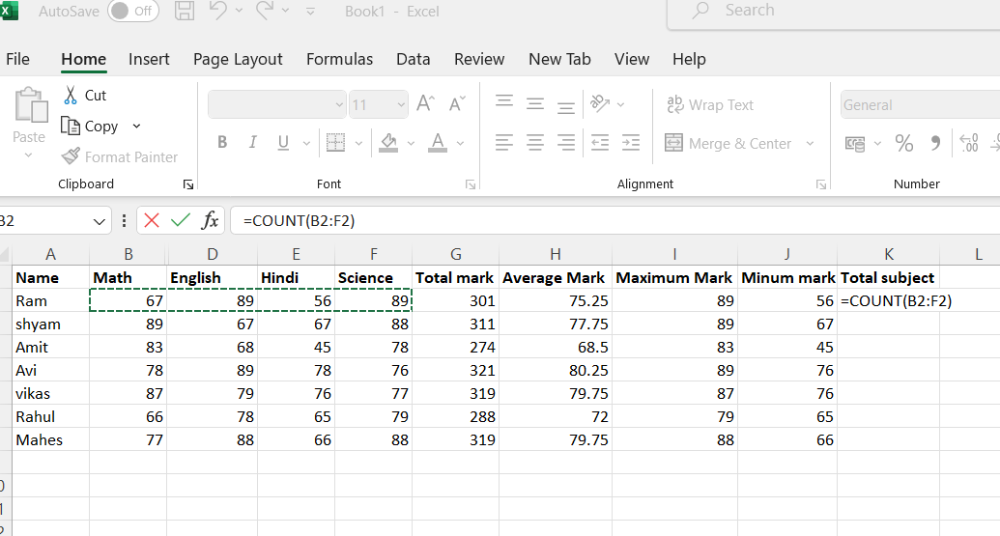 AutoSave Off Book1 - Excel Search
File Home Insert Page Layout Formulas Data Review New Tab View Help
Paste Cut Copy Format Painter
11 B I U
ab Wrap Text
Merge & Center
General
% 9 .00
Clipboard Font Alignment Number
B2 fx =COUNT(B2:F2)
A B D E F G H I J K L
Name Math English Hindi Science Total mark Average Mark Maximum Mark Minum mark Total subject
Ram 67 89 56 89 301 75.25 89 56 =COUNT(B2:F2)
shyam 89 67 67 88 311 77.75 89 67
Amit 83 68 45 78 274 68.5 83 45
Avi 78 89 78 76 321 80.25 89 76
vikas 87 79 76 77 319 79.75 87 76
Rahul 66 78 65 79 288 72 79 65
Mahes 77 88 66 88 319 79.75 88 66